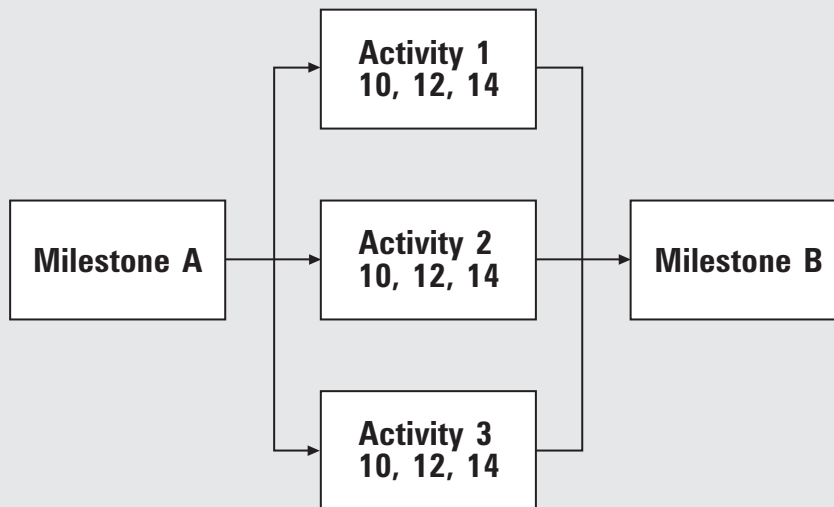 Activity 1
10, 12, 14
Milestone A
Activity 2
10, 12, 14
Milestone B
Activity 3
10, 12, 14